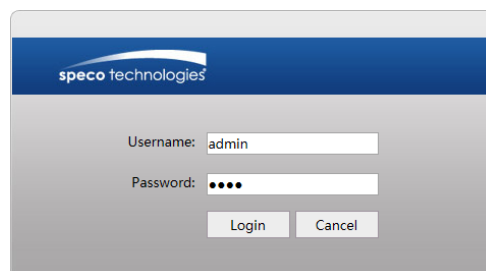 speco technologies
Username: admin
Password: ●●●●
Login Cancel